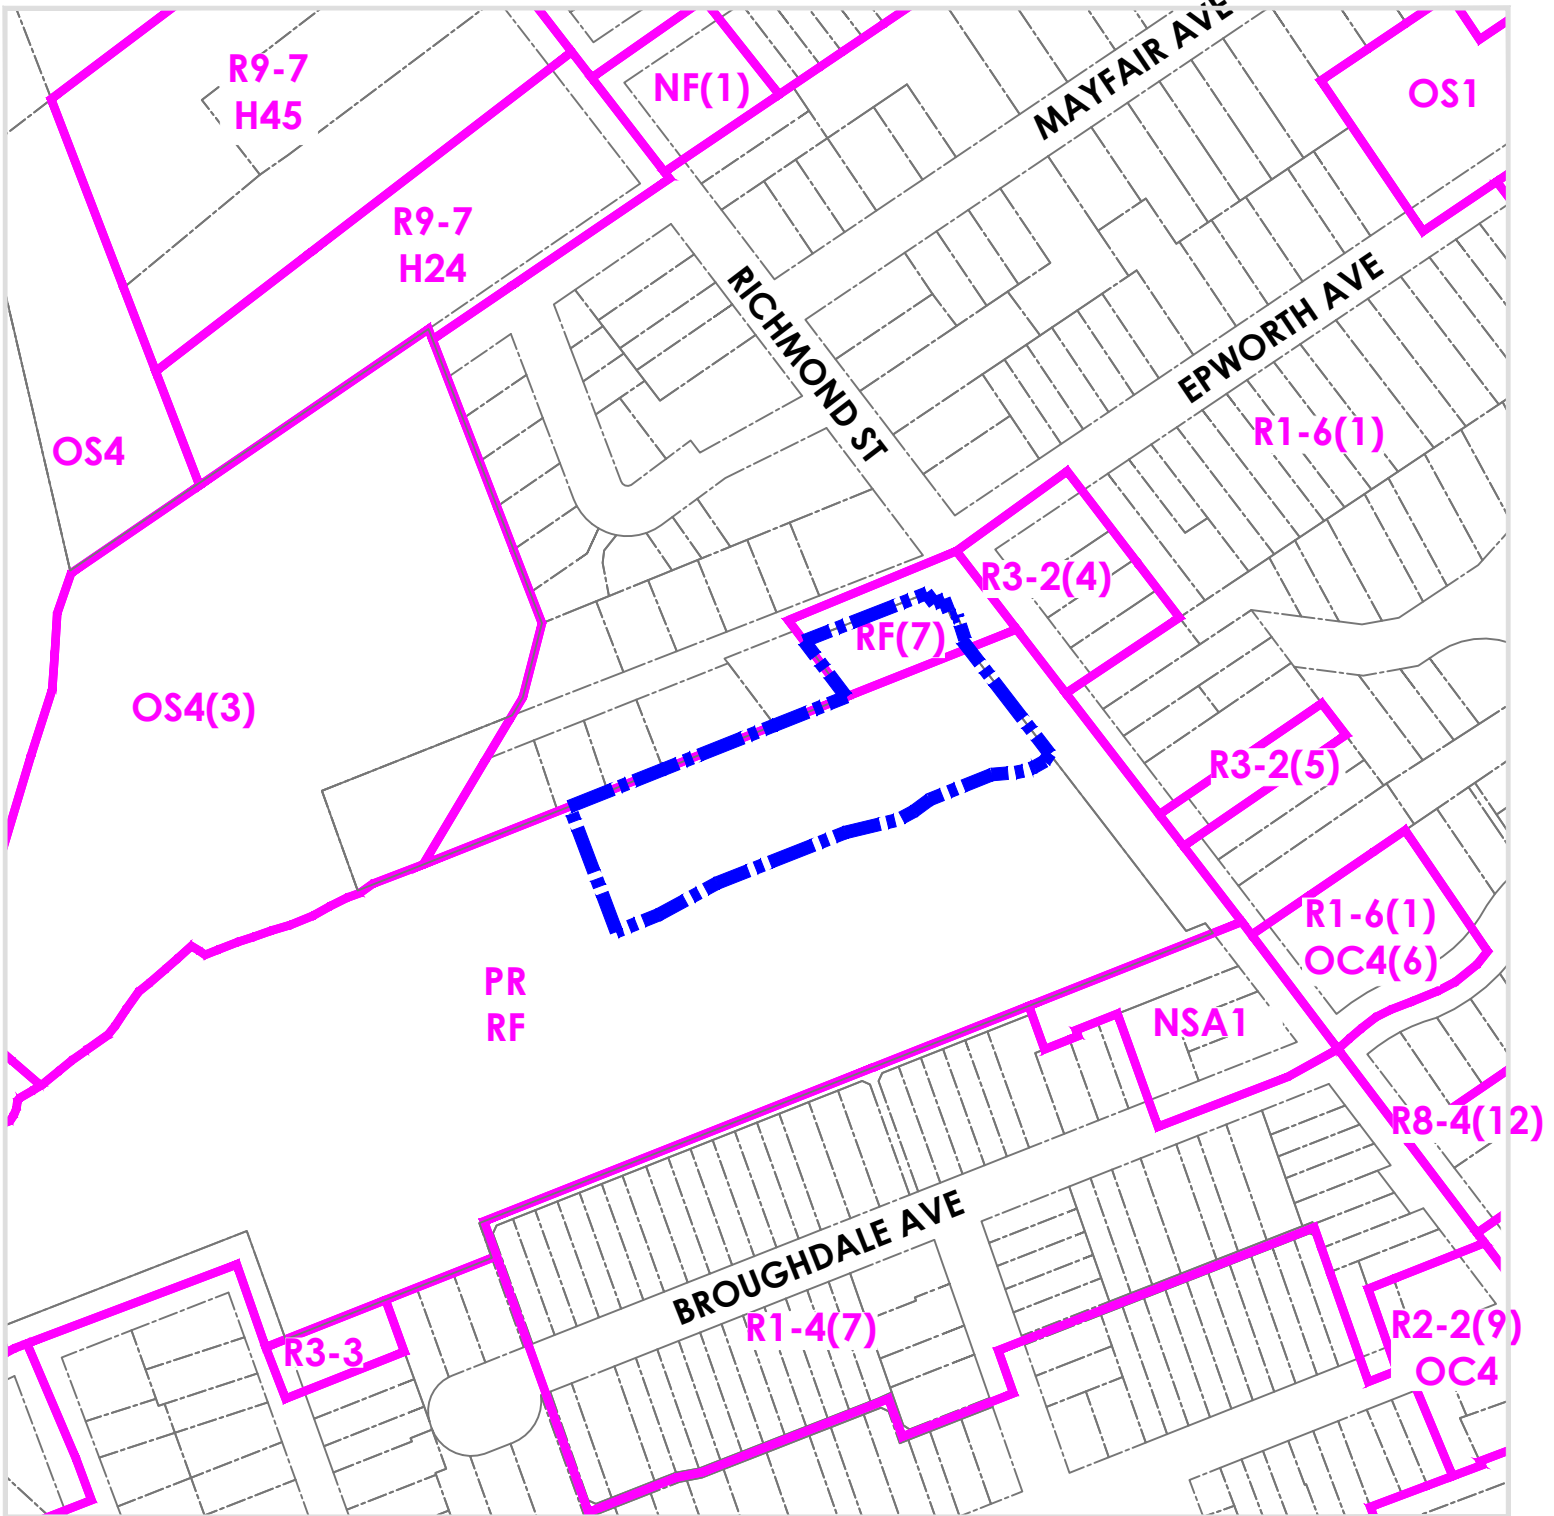 MAYFAIR AVE
R9-7
H45
NF(1)
OS1
R9-7
H24
RICHMOND ST
EPWORTH AVE
OS4
R1-6(1)
R3-2(4)
RF(7)
OS4(3)
R3-2(5)
R1-6(1)
OC4(6)
PR
RF
NSA1
R8-4(12)
BROUGHDALE AVE
R1-4(7)
R3-3
R2-2(9)
OC4